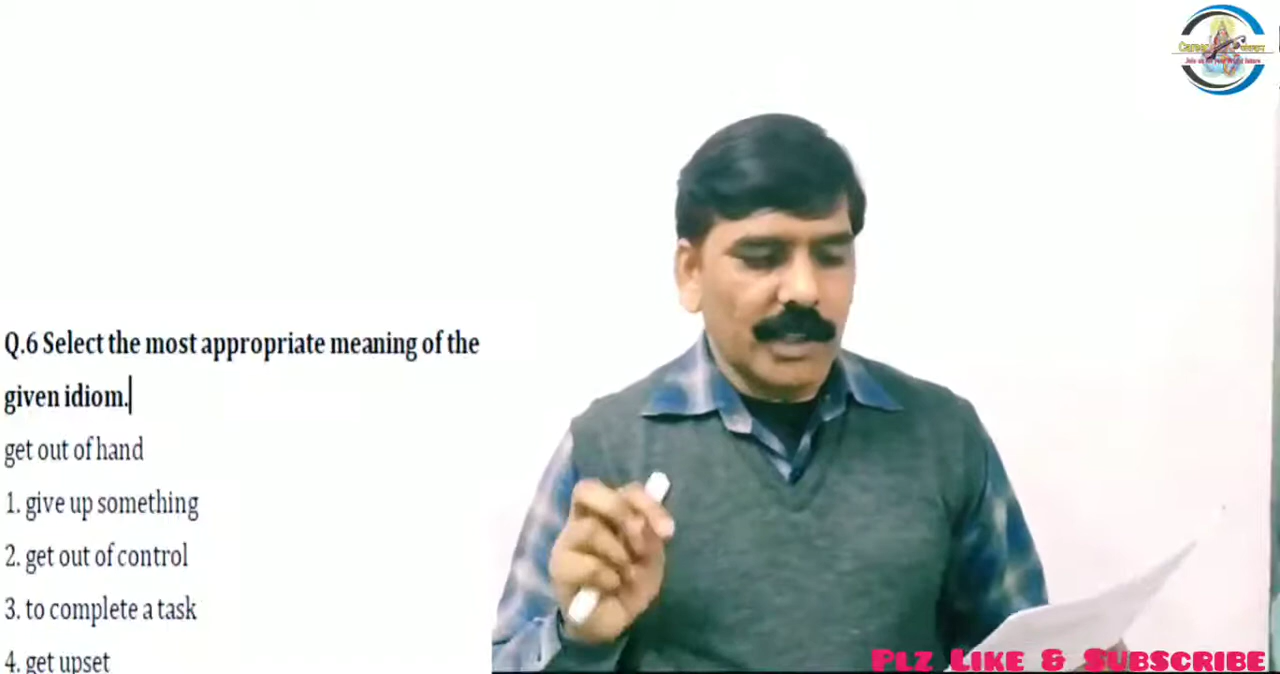 Career
Q.6 Select the most appropriate meaning of the
given idiom.
get out of hand
1. give up something
2. get out of control
3. to complete a task
4. get upset
Plz Like & Subscribe